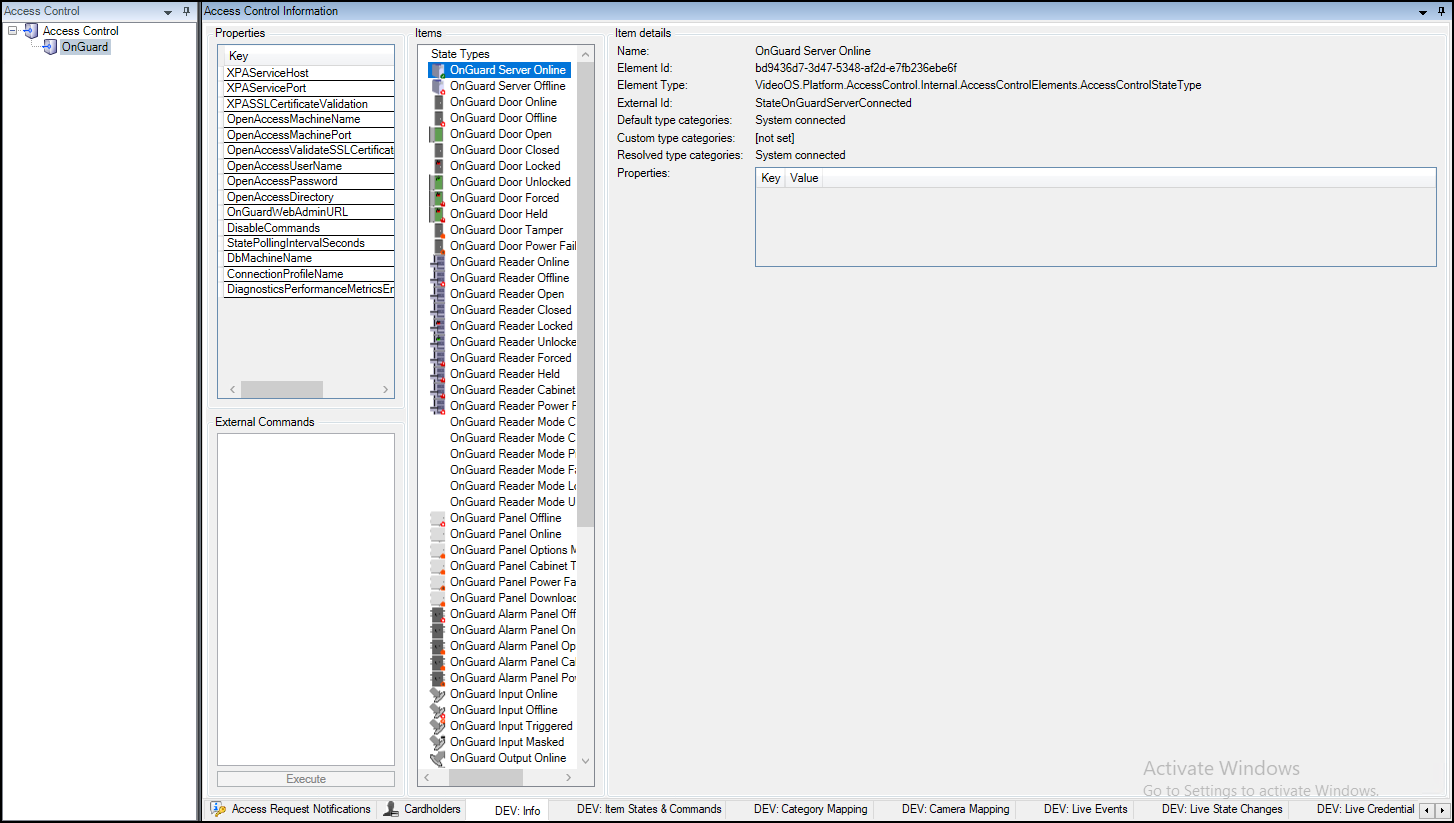 Access Control
Access Control
OnGuard
Access Control Information
Properties
Key
XPAServiceHost
XPAServicePort
XPASSLCertificateValidation
OpenAccessMachineName
OpenAccessMachinePort
OpenAccessValidateSSLCertificat
OpenAccessUserName
OpenAccessPassword
OpenAccessDirectory
OnGuardWebAdminURL
DisableCommands
StatePollingIntervalSeconds
DbMachineName
ConnectionProfileName
DiagnosticsPerformanceMetricsEr
External Commands
Execute
Items
State Types
OnGuard Server Online
OnGuard Server Offline
OnGuard Door Online
OnGuard Door Offline
OnGuard Door Open
OnGuard Door Closed
OnGuard Door Locked
OnGuard Door Unlocked
OnGuard Door Forced
OnGuard Door Held
OnGuard Door Tamper
OnGuard Door Power Fail
OnGuard Reader Online
OnGuard Reader Offline
OnGuard Reader Open
OnGuard Reader Closed
OnGuard Reader Locked
OnGuard Reader Unlocke
OnGuard Reader Forced
OnGuard Reader Held
OnGuard Reader Cabinet
OnGuard Reader Power F
OnGuard Reader Mode C
OnGuard Reader Mode C
OnGuard Reader Mode P
OnGuard Reader Mode Fa
OnGuard Reader Mode Lo
OnGuard Reader Mode U
OnGuard Panel Offline
OnGuard Panel Online
OnGuard Panel Options M
OnGuard Panel Cabinet T
OnGuard Panel Power Fa
OnGuard Panel Downloac
OnGuard Alarm Panel Off
OnGuard Alarm Panel On
OnGuard Alarm Panel Op
OnGuard Alarm Panel Ca
OnGuard Alarm Panel Pov
OnGuard Input Online
OnGuard Input Offline
OnGuard Input Triggered
OnGuard Input Masked
OnGuard Output Online
Item details
Name: OnGuard Server Online
Element Id: bd9436d7-3d47-5348-af2d-e7fb236ebe6f
Element Type: VideoOS.Platform.AccessControl.Internal.AccessControlElements.AccessControlStateType
External Id: StateOnGuardServerConnected
Default type categories: System connected
Custom type categories: [not set]
Resolved type categories: System connected
Properties:
Key Value
Activate Windows
Go to Settings to activate Windows.
Access Request Notifications Cardholders DEV: Info DEV: Item States & Commands DEV: Category Mapping DEV: Camera Mapping DEV: Live Events DEV: Live State Changes DEV: Live Credential